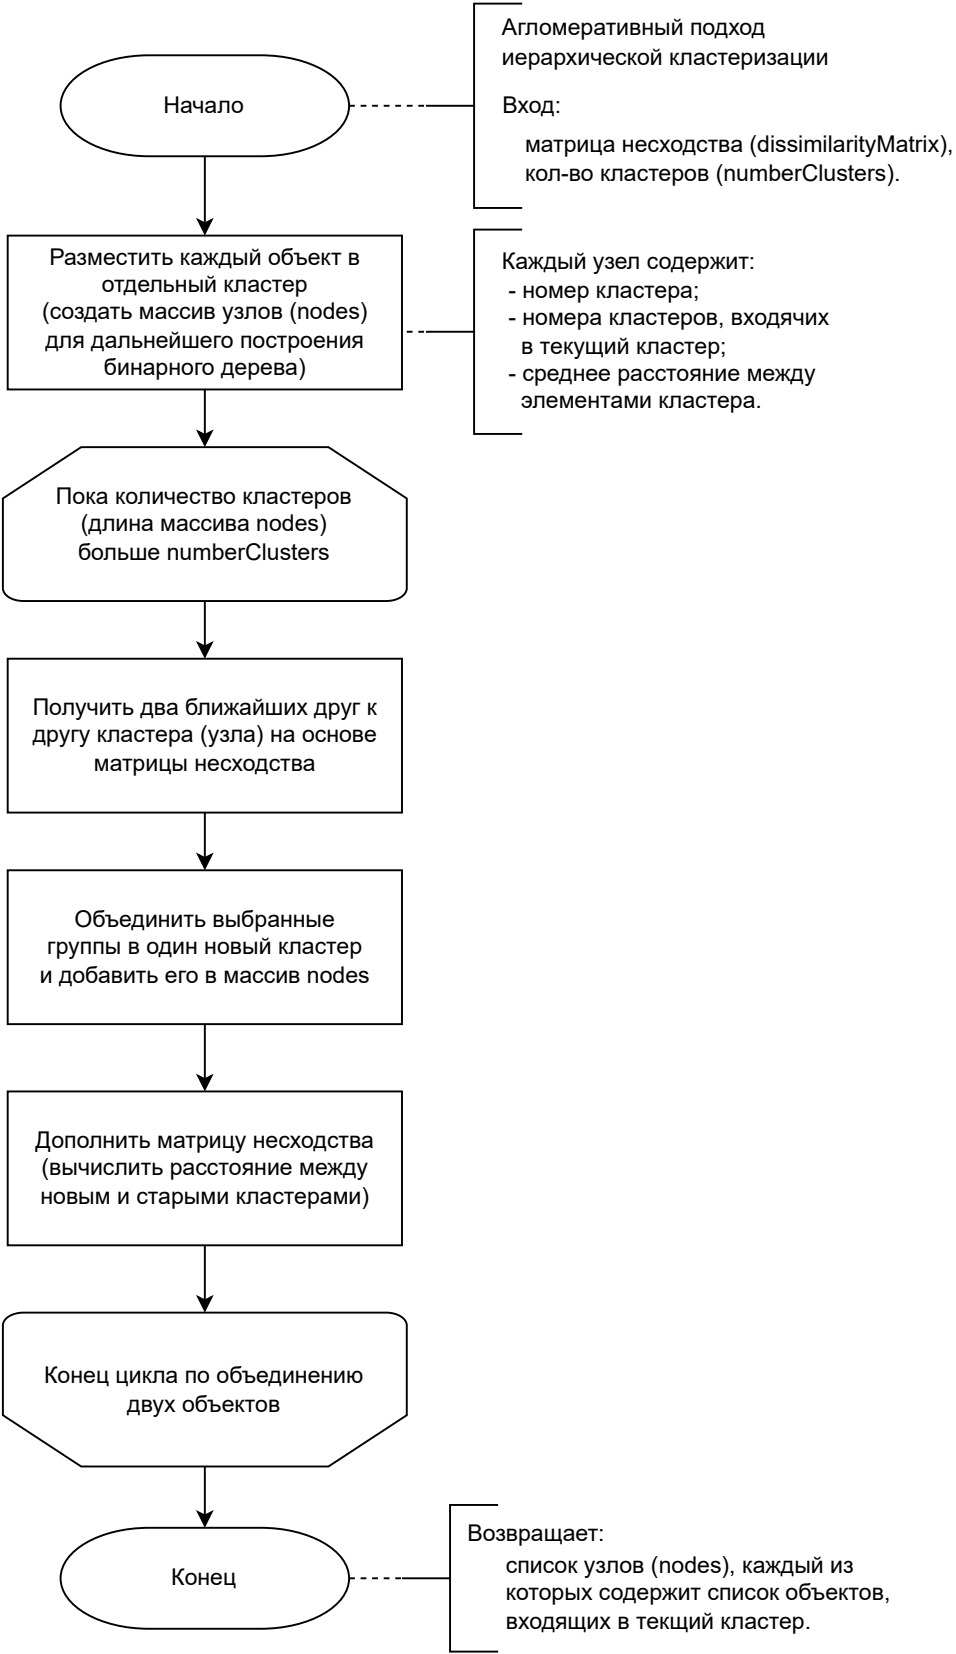 Агломеративный подход
иерархической кластеризации
Начало
Вход:
матрица несходства (dissimilarityMatrix),
кол-во кластеров (numberClusters).
Разместить каждый объект в
отдельный кластер
(создать массив узлов (nodes)
для дальнейшего построения
бинарного дерева)
Каждый узел содержит:
- номер кластера;
- номера кластеров, входячих
в текущий кластер;
- среднее расстояние между
элементами кластера.
Пока количество кластеров
(длина массива nodes)
больше numberClusters
Получить два ближайших друг к
другу кластера (узла) на основе
матрицы несходства
Объединить выбранные
группы в один новый кластер
и добавить его в массив nodes
Дополнить матрицу несходства
(вычислить расстояние между
новым и старыми кластерами)
Конец цикла по объединению
двух объектов
Конец
Возвращает:
список узлов (nodes), каждый из
которых содержит список объектов,
входящих в текщий кластер.